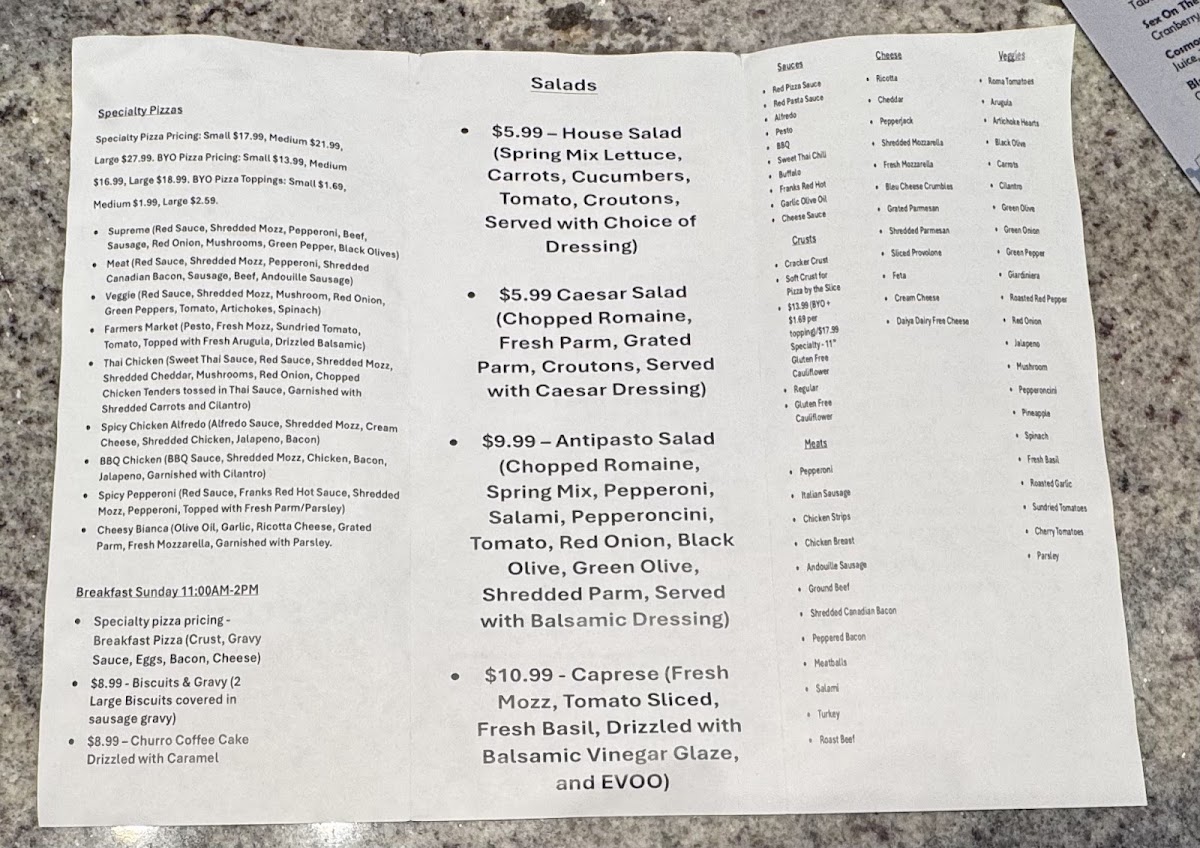 Specialty Pizzas
Specialty Pizza Pricing: Small $17.99, Medium $21.99,
Large $27.99. BYO Pizza Pricing: Small $13.99, Medium
$16.99, Large $18.99. BYO Pizza Toppings: Small $1.69,
Medium $1.99, Large $2.59.
• Supreme (Red Sauce, Shredded Mozz, Pepperoni, Beef,
Sausage, Red Onion, Mushrooms, Green Pepper, Black Olives)
• Meat (Red Sauce, Shredded Mozz, Pepperoni, Shredded
Canadian Bacon, Sausage, Beef, Andouille Sausage)
• Veggie (Red Sauce, Shredded Mozz, Mushroom, Red Onion,
Green Peppers, Tomato, Artichokes, Spinach)
• Farmers Market (Pesto, Fresh Mozz, Sundried Tomato,
Tomato, Topped with Fresh Arugula, Drizzled Balsamic)
• Thai Chicken (Sweet Thai Sauce, Red Sauce, Shredded Mozz,
Shredded Cheddar, Mushrooms, Red Onion, Chopped
Chicken Tenders tossed in Thai Sauce, Garnished with
Shredded Carrots and Cilantro)
• Spicy Chicken Alfredo (Alfredo Sauce, Shredded Mozz, Cream
Cheese, Shredded Chicken, Jalapeno, Bacon)
• BBQ Chicken (BBQ Sauce, Shredded Mozz, Chicken, Bacon,
Jalapeno, Garnished with Cilantro)
• Spicy Pepperoni (Red Sauce, Franks Red Hot Sauce, Shredded
Mozz, Pepperoni, Topped with Fresh Parm/Parsley)
• Cheesy Bianca (Olive Oil, Garlic, Ricotta Cheese, Grated
Parm, Fresh Mozzarella, Garnished with Parsley.
Breakfast Sunday 11:00AM-2PM
• Specialty pizza pricing -
Breakfast Pizza (Crust, Gravy
Sauce, Eggs, Bacon, Cheese)
• $8.99 - Biscuits & Gravy (2
Large Biscuits covered in
sausage gravy)
• $8.99 – Churro Coffee Cake
Drizzled with Caramel
Salads
• $5.99 – House Salad
(Spring Mix Lettuce,
Carrots, Cucumbers,
Tomato, Croutons,
Served with Choice of
Dressing)
• $5.99 Caesar Salad
(Chopped Romaine,
Fresh Parm, Grated
Parm, Croutons, Served
with Caesar Dressing)
• $9.99 – Antipasto Salad
(Chopped Romaine,
Spring Mix, Pepperoni,
Salami, Pepperoncini,
Tomato, Red Onion, Black
Olive, Green Olive,
Shredded Parm, Served
with Balsamic Dressing)
• $10.99 - Caprese (Fresh
Mozz, Tomato Sliced,
Fresh Basil, Drizzled with
Balsamic Vinegar Glaze,
and EVOO)
Sauces
• Red Pizza Sauce
• Red Pasta Sauce
• Alfredo
• Pesto
• BBQ
• Sweet Thai Chili
• Buffalo
• Franks Red Hot
• Garlic Olive Oil
• Cheese Sauce
Crusts
• Cracker Crust
• Soft Crust for
Pizza by the Slice
• $13.99 (BYO +
$1.69 per
topping)/$17.99
Specialty - 11"
Gluten Free
Cauliflower
• Regular
• Gluten Free
Cauliflower
Meats
• Pepperoni
• Italian Sausage
• Chicken Strips
• Chicken Breast
• Andouille Sausage
• Ground Beef
• Shredded Canadian Bacon
• Peppered Bacon
• Meatballs
• Salami
• Turkey
• Roast Beef
Cheese
• Ricotta
• Cheddar
• Pepperjack
• Shredded Mozzarella
• Fresh Mozzarella
• Bleu Cheese Crumbles
• Grated Parmesan
• Shredded Parmesan
• Sliced Provolone
• Feta
• Cream Cheese
• Daiya Dairy Free Cheese
Veggies
• Roma Tomatoes
• Arugula
• Artichoke Hearts
• Black Olive
• Carrots
• Cilantro
• Green Olive
• Green Onion
• Green Pepper
• Giardiniera
• Roasted Red Pepper
• Red Onion
• Jalapeno
• Mushroom
• Pepperoncini
• Pineapple
• Spinach
• Fresh Basil
• Roasted Garlic
• Sundried Tomatoes
• Cherry Tomatoes
• Parsley
Sex On The
Cranberry
Juice,